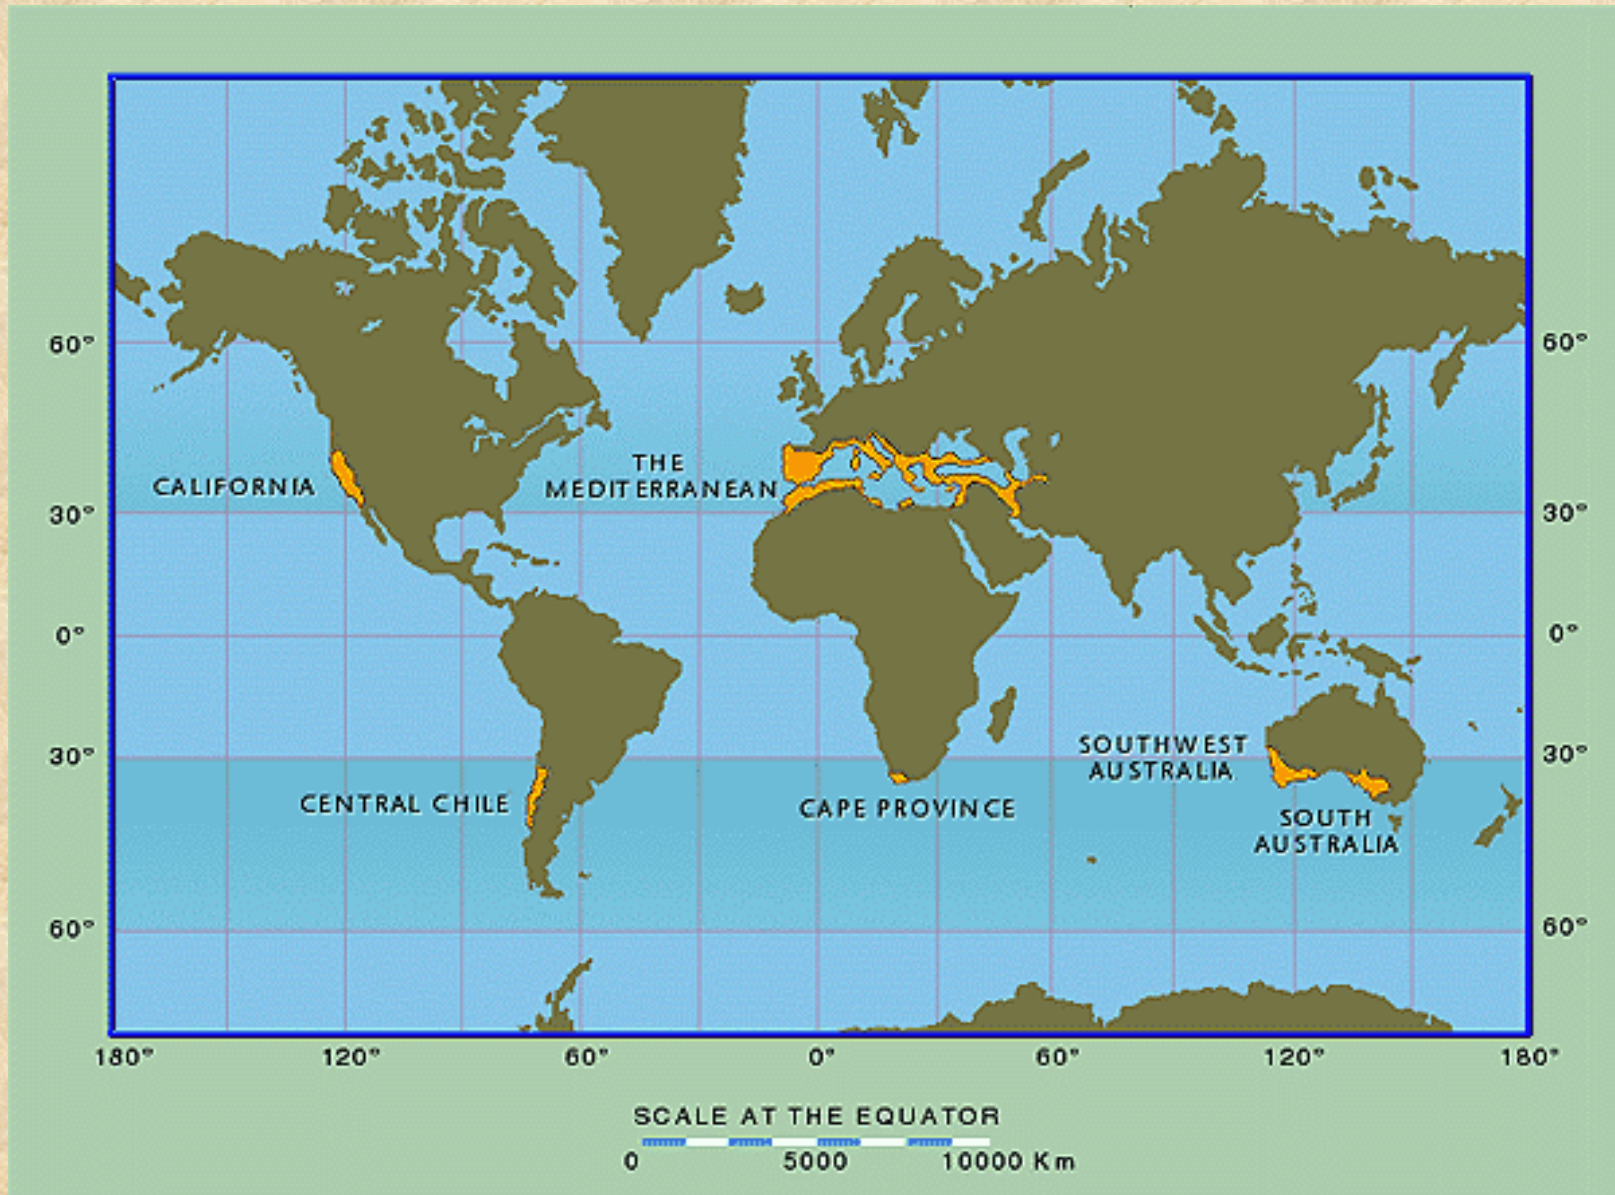 60° 60°
CALIFORNIA
THE
MEDITERRANEAN
30° 30°
0° 0°
30° 30°
SOUTHWEST
AUSTRALIA
CENTRAL CHILE
CAPE PROVINCE
SOUTH
AUSTRALIA
60° 60°
180° 120° 60° 0° 60° 120° 180°
SCALE AT THE EQUATOR
0 5000 10000 Km